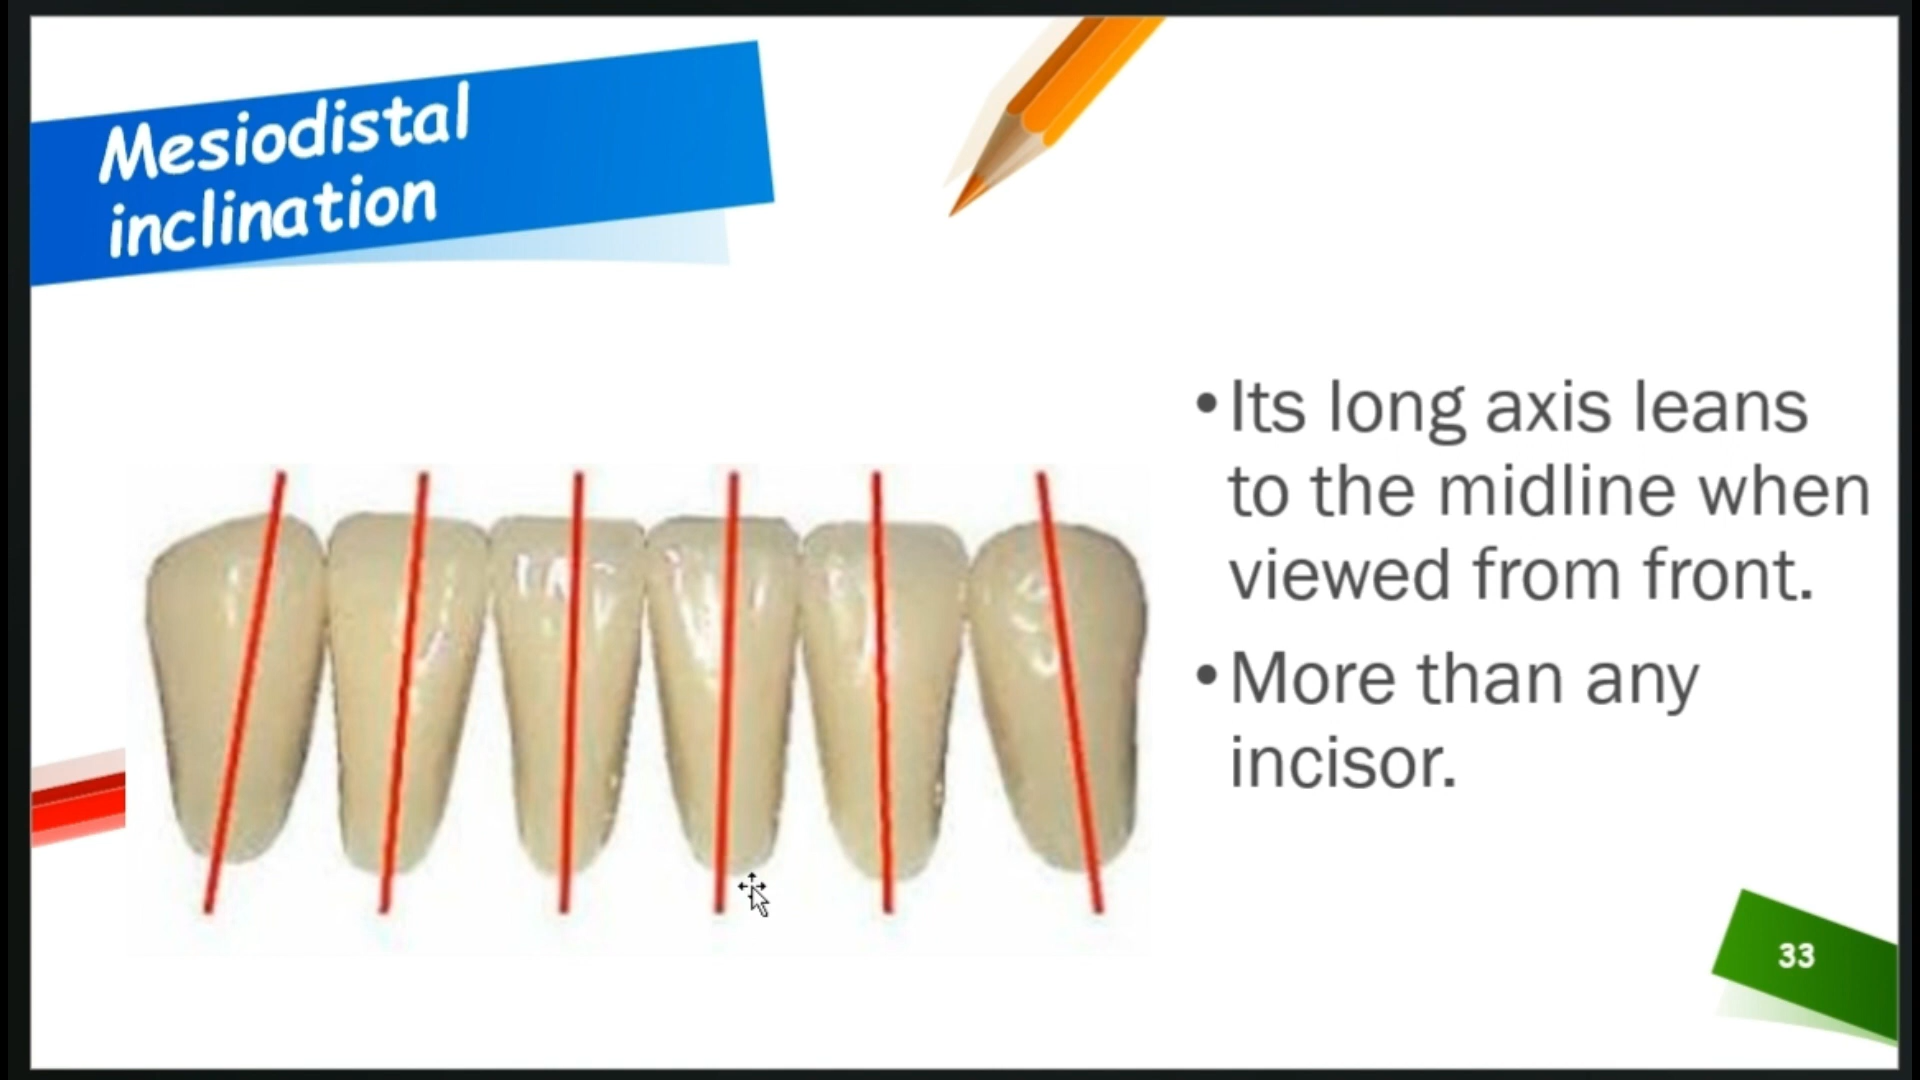 Mesiodistal
inclination
•Its long axis leans
to the midline when
viewed from front.
•More than any
incisor.
33